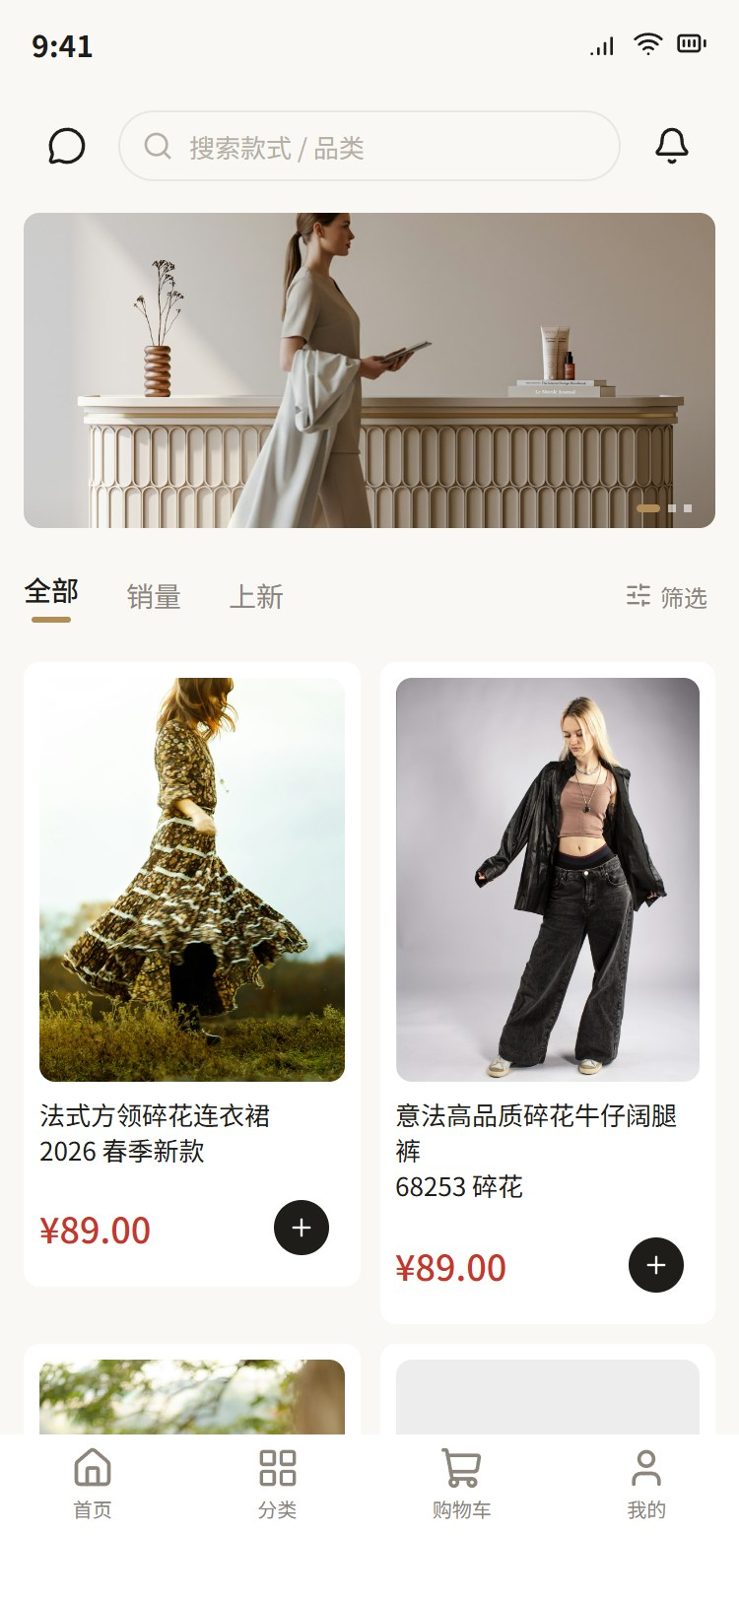 9:41
搜索款式 / 品类
全部
销量
上新
筛选
法式方领碎花连衣裙
2026 春季新款
¥89.00
意法高品质碎花牛仔阔腿
裤
68253 碎花
¥89.00
首页
分类
购物车
我的